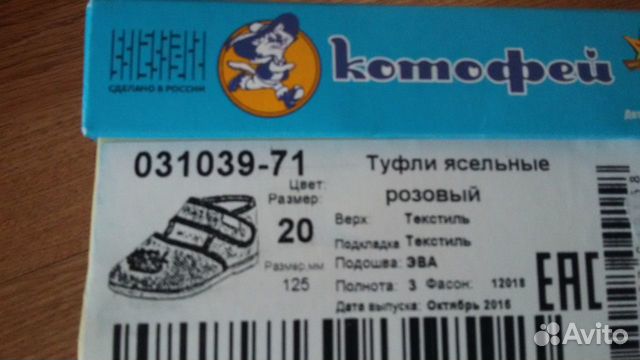 СДЕЛАНО В РОССИИ
котофей
031039-71 Туфли ясельные
Цвет: розовый
Размер: 20
Верх: Текстиль
Подкладка Текстиль
Размер,мм 125
Подошва: ЭВА
Полнота: 3 Фасон: 12018
Дата выпуска: Октябрь 2016
EAC
Avito